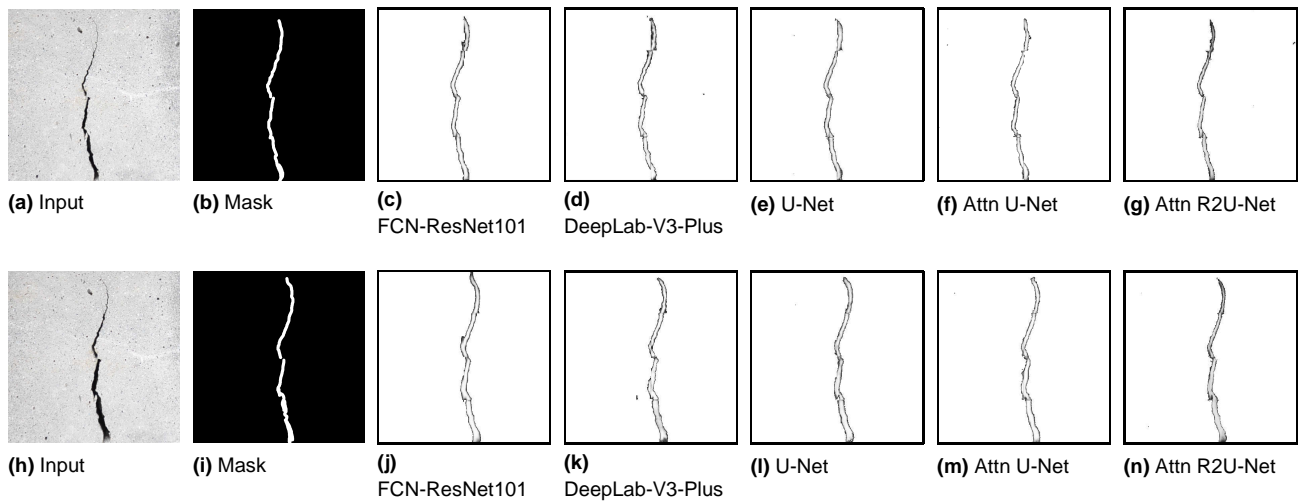 (a) Input
(b) Mask
(c)
FCN-ResNet101
(d)
DeepLab-V3-Plus
(e) U-Net
(f) Attn U-Net
(g) Attn R2U-Net
(h) Input
(i) Mask
(j)
FCN-ResNet101
(k)
DeepLab-V3-Plus
(l) U-Net
(m) Attn U-Net
(n) Attn R2U-Net